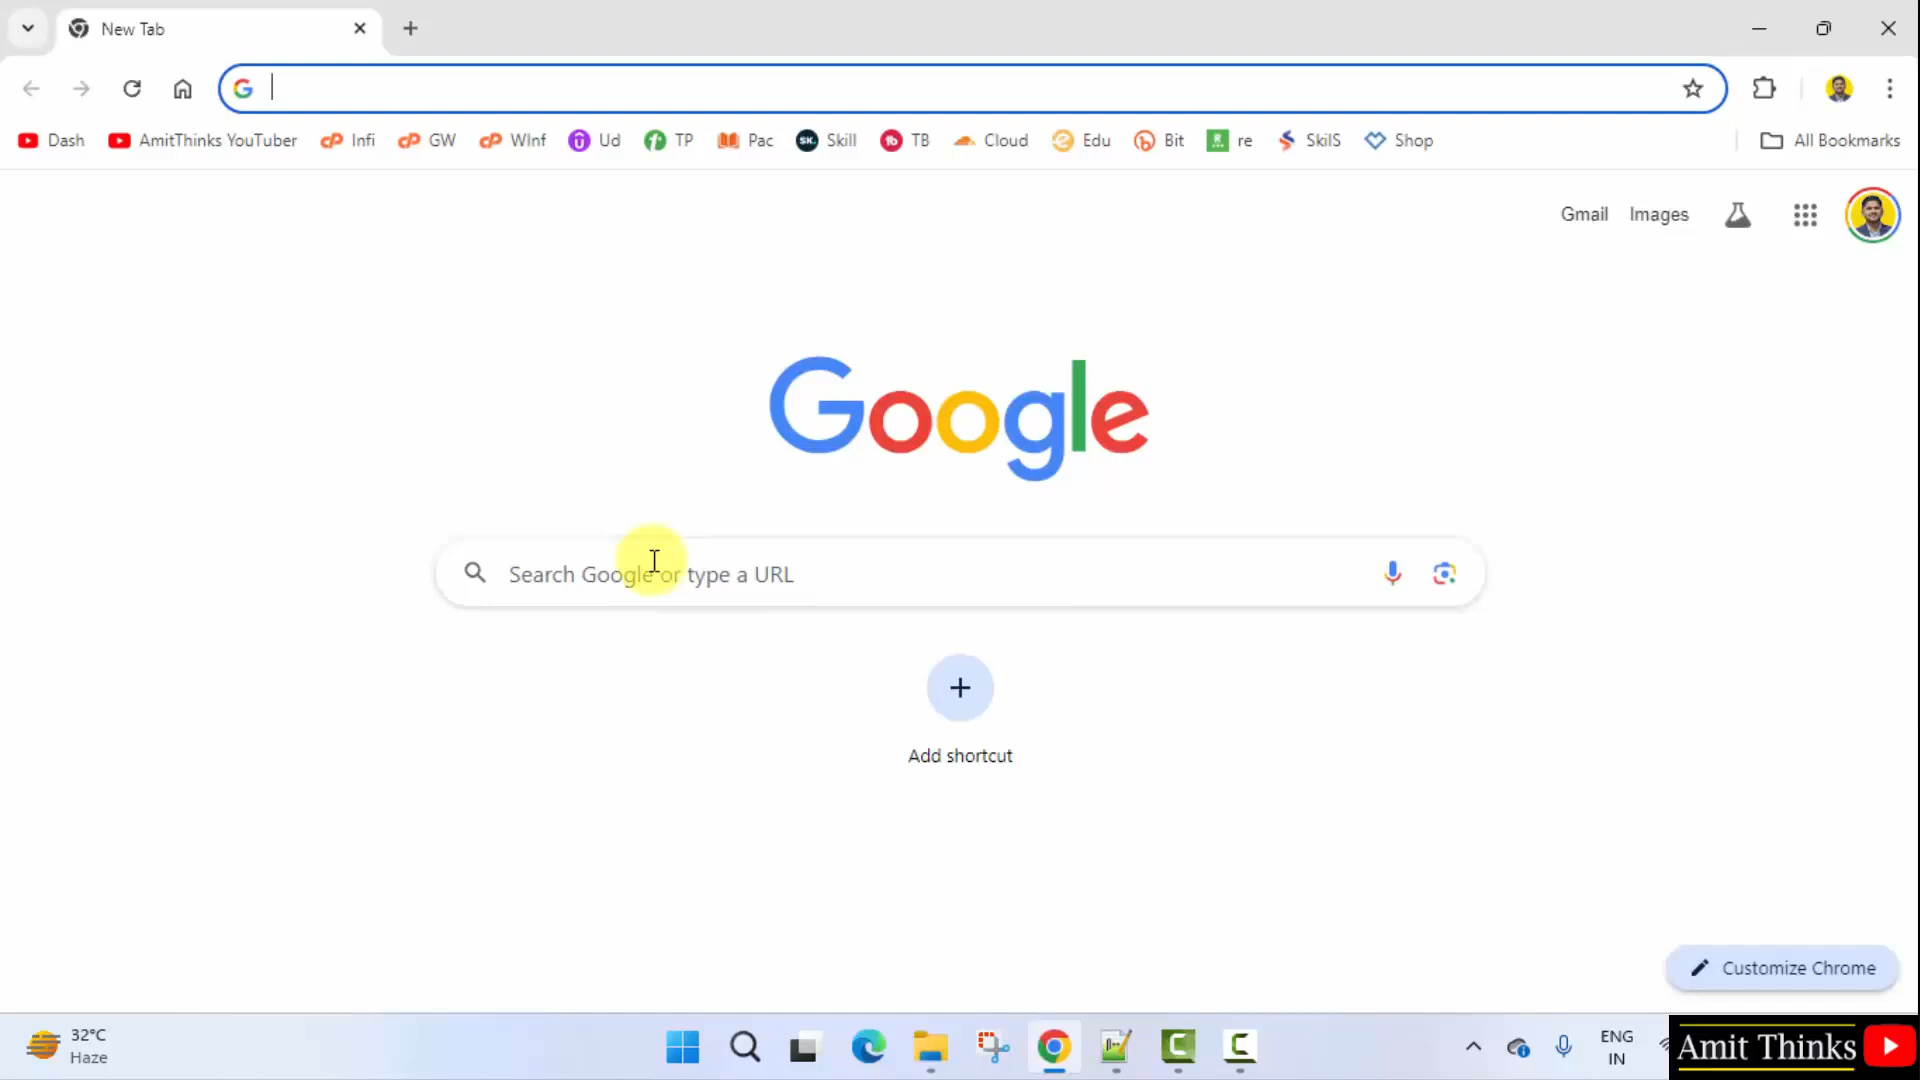 New Tab
Dash
AmitThinks YouTuber
Infi
GW
WInf
Ud
TP
Pac
Skill
TB
Cloud
Edu
Bit
re
SkilS
Shop
All Bookmarks
Gmail
Images
Google
Search Google or type a URL
Add shortcut
Customize Chrome
32°C
Haze
ENG
IN
Amit Thinks